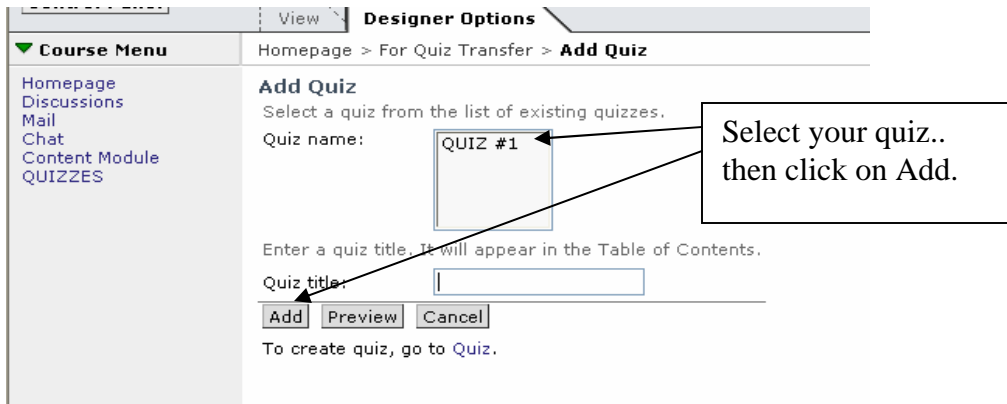 View
Designer Options
Course Menu
Homepage > For Quiz Transfer > Add Quiz
Homepage
Discussions
Mail
Chat
Content Module
QUIZZES
Add Quiz
Select a quiz from the list of existing quizzes.
Quiz name:
QUIZ #1
Select your quiz..
then click on Add.
Enter a quiz title. It will appear in the Table of Contents.
Quiz title:
Add Preview Cancel
To create quiz, go to Quiz.